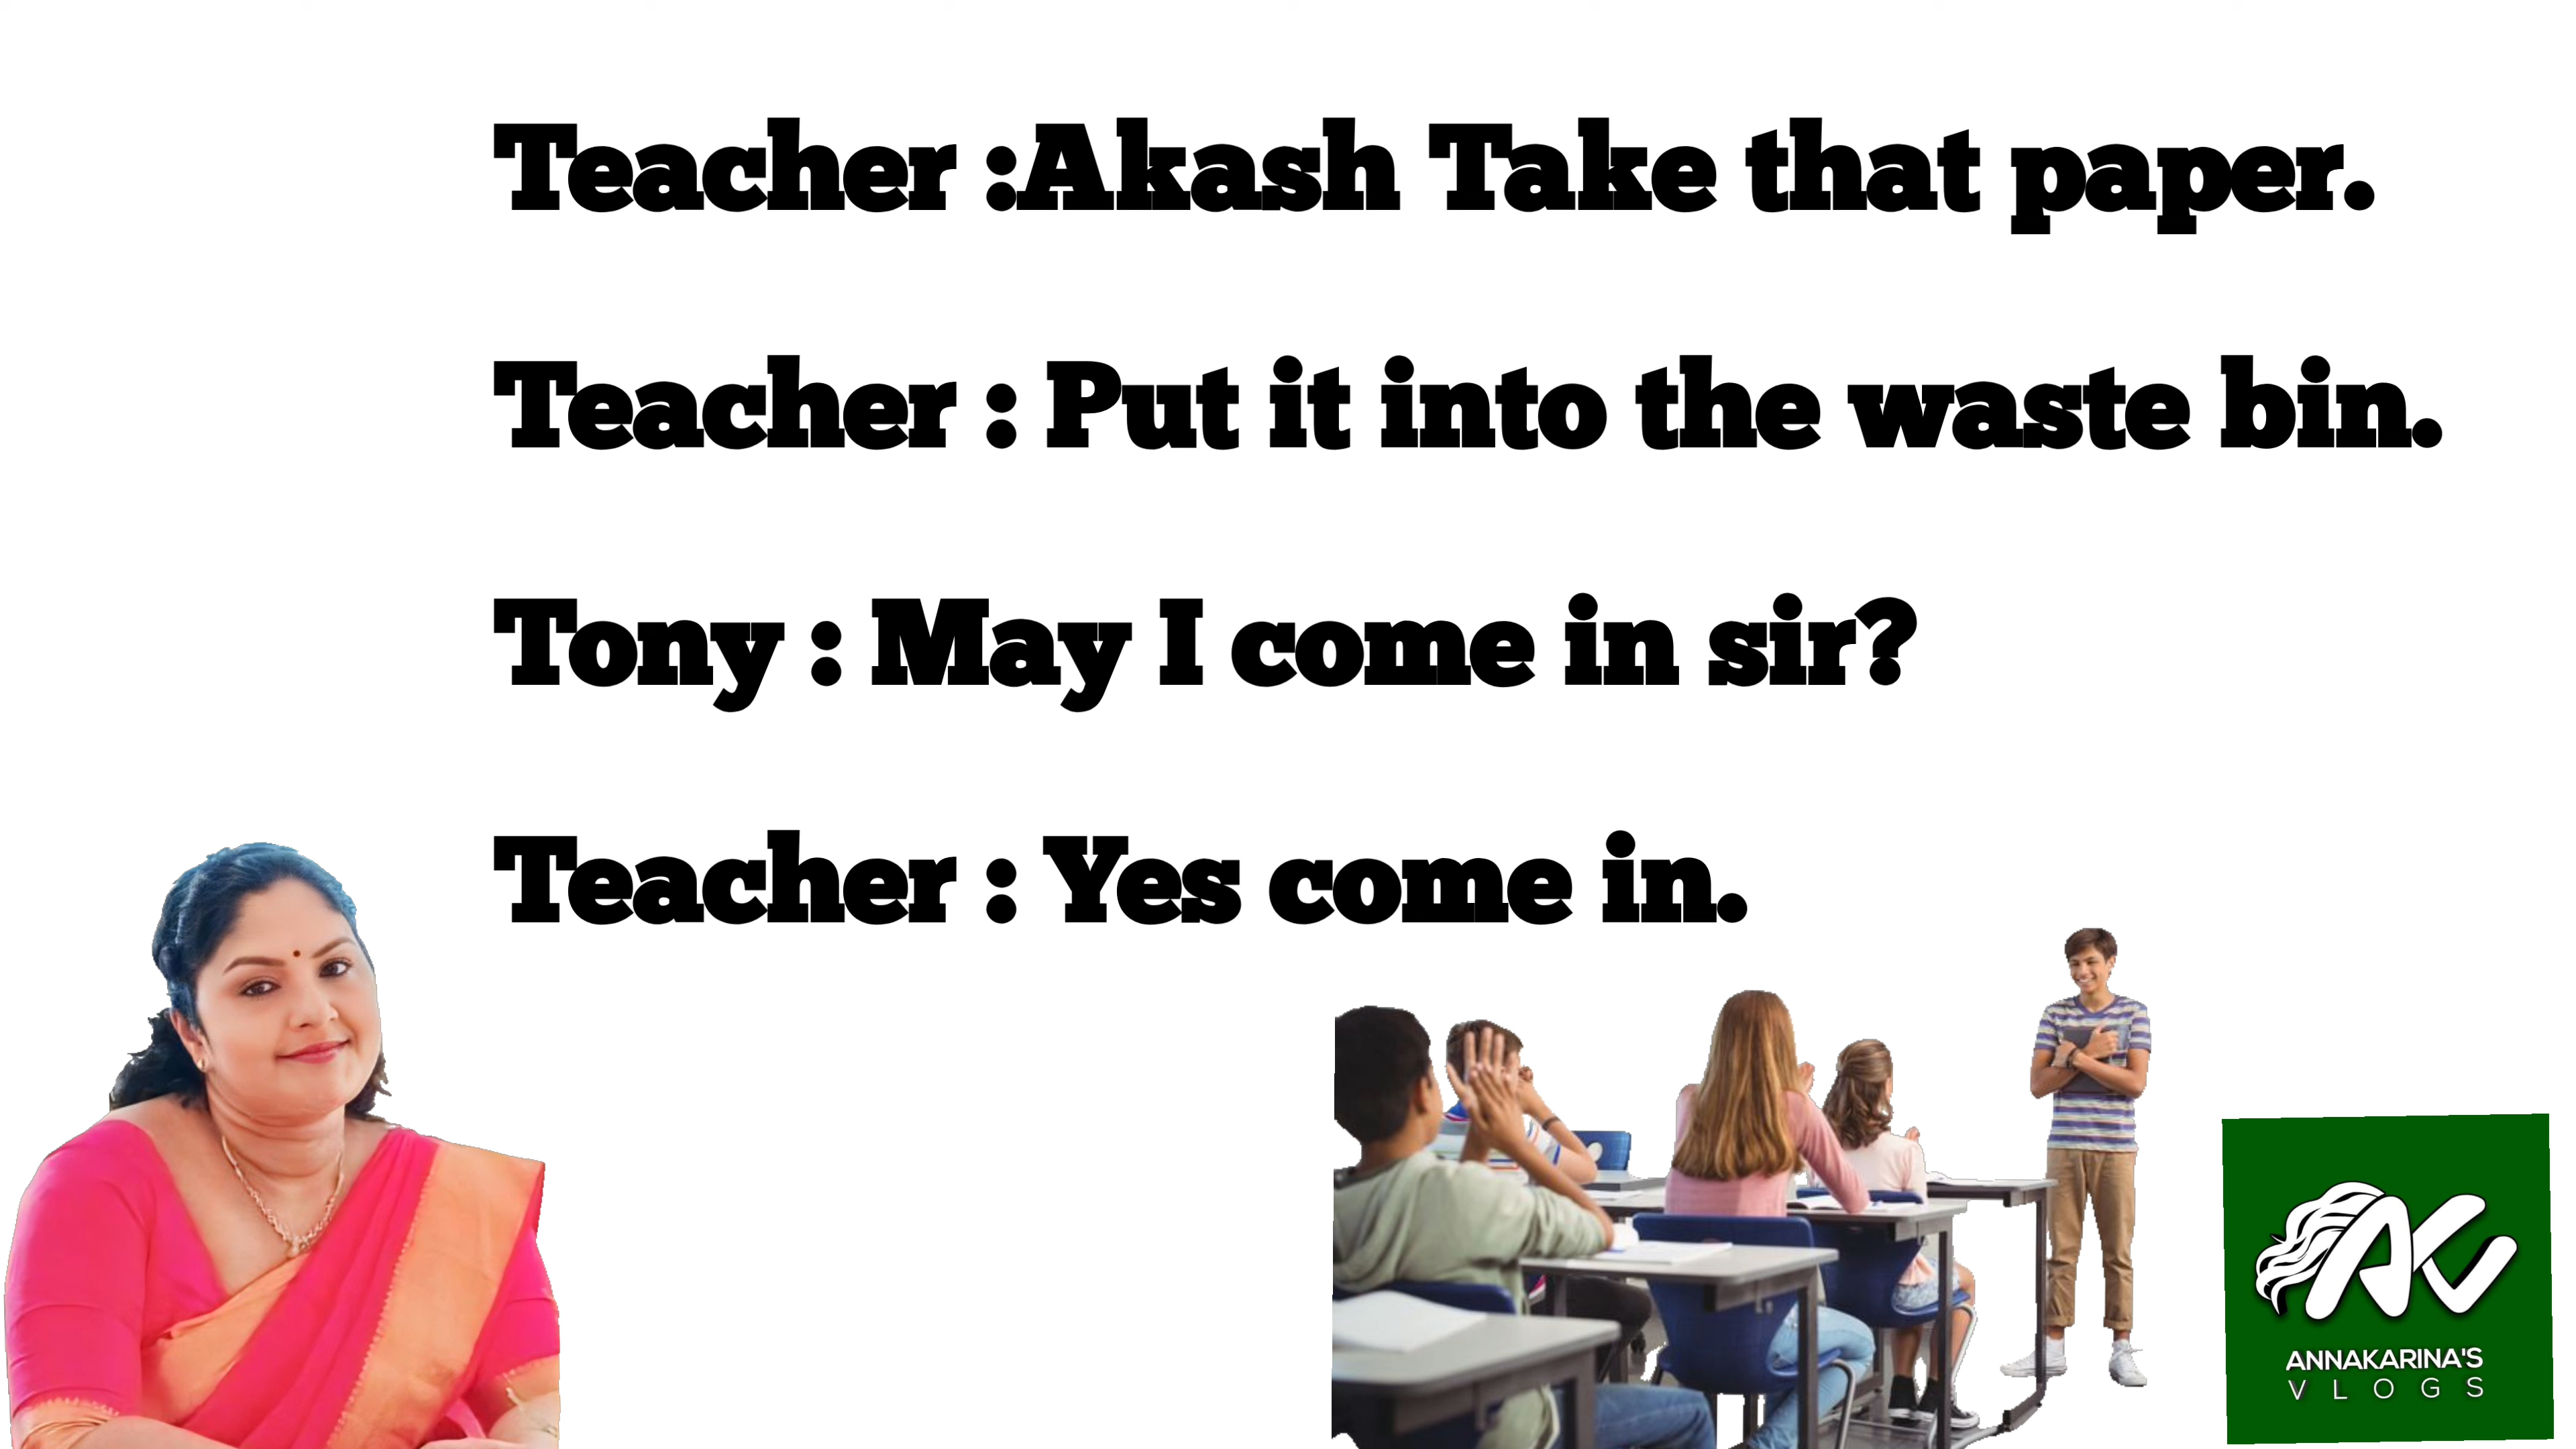 Teacher :Akash Take that paper.
Teacher : Put it into the waste bin.
Tony : May I come in sir?
Teacher : Yes come in.
ANNAKARINA'S
VLOGS